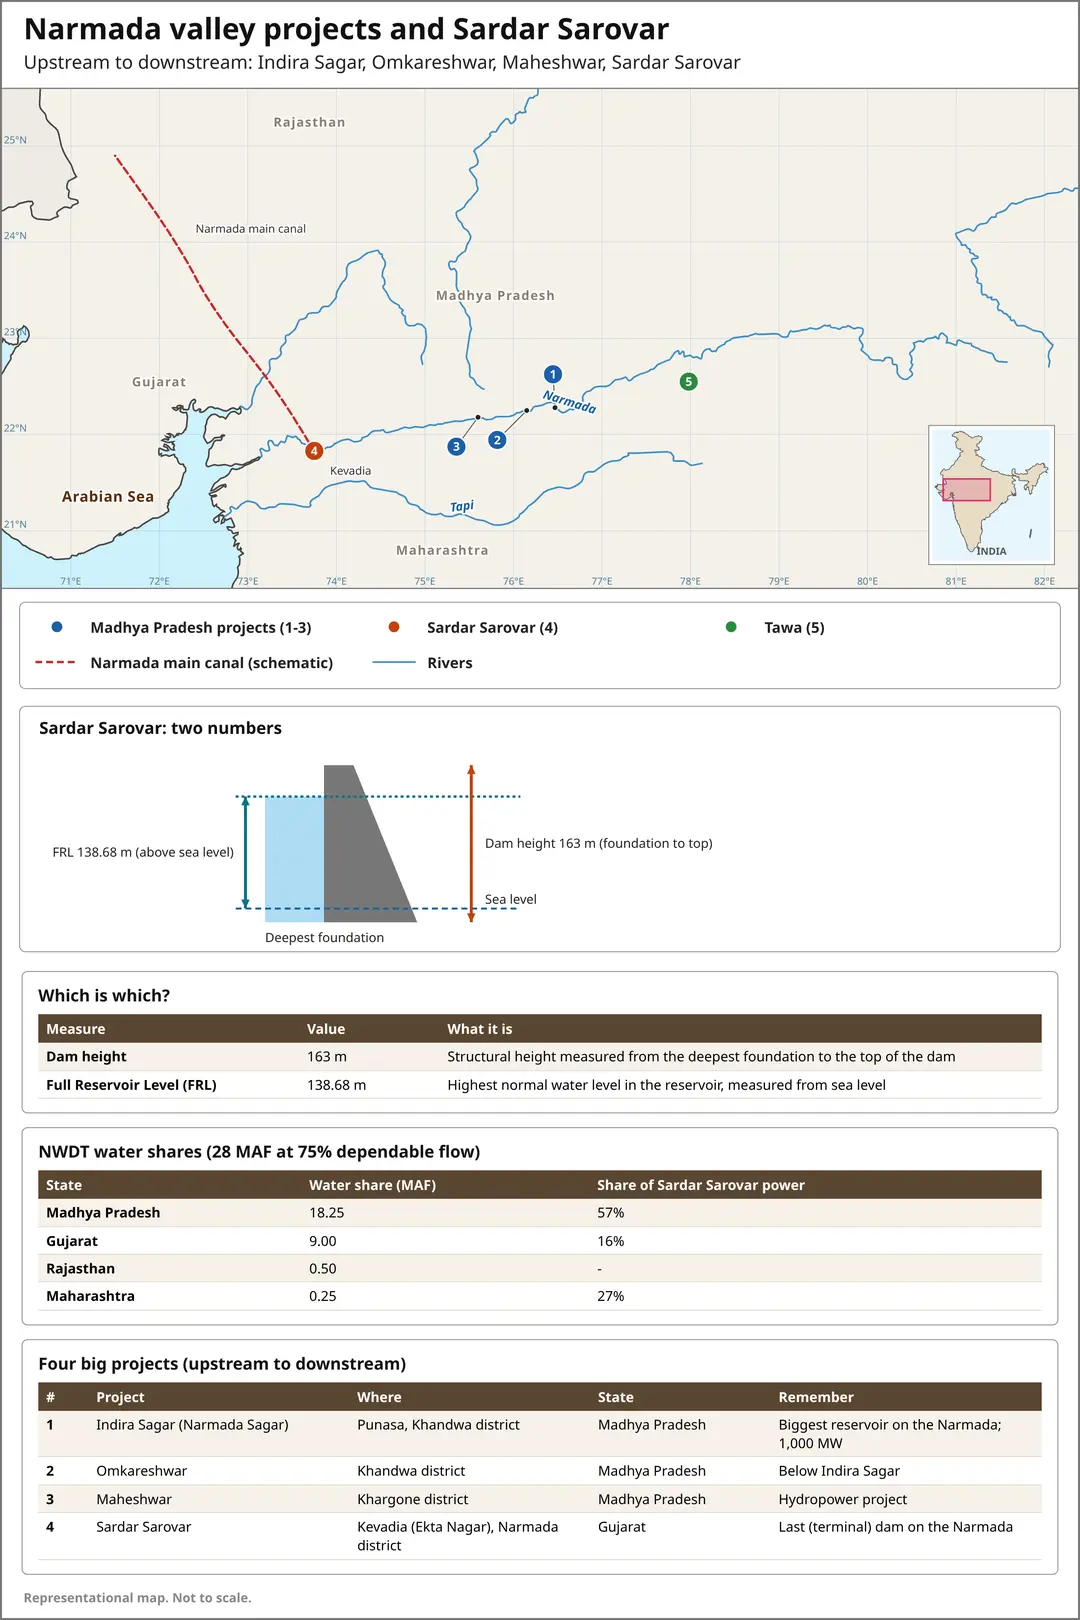 Narmada valley projects and Sardar Sarovar
Upstream to downstream: Indira Sagar, Omkareshwar, Maheshwar, Sardar Sarovar
Rajasthan
25°N
Narmada main canal
24°N
Madhya Pradesh
23°N
Gujarat
1
5
Narmada
22°N
3
2
4
Kevadia
Arabian Sea
Tapi
21°N
Maharashtra
INDIA
71°E
72°E
73°E
74°E
75°E
76°E
77°E
78°E
79°E
80°E
81°E
82°E
Madhya Pradesh projects (1-3)
Sardar Sarovar (4)
Tawa (5)
Narmada main canal (schematic)
Rivers
Sardar Sarovar: two numbers
Dam height 163 m (foundation to top)
FRL 138.68 m (above sea level)
Sea level
Deepest foundation
Which is which?
Measure Value What it is
Dam height 163 m Structural height measured from the deepest foundation to the top of the dam
Full Reservoir Level (FRL) 138.68 m Highest normal water level in the reservoir, measured from sea level
NWDT water shares (28 MAF at 75% dependable flow)
State Water share (MAF) Share of Sardar Sarovar power
Madhya Pradesh 18.25 57%
Gujarat 9.00 16%
Rajasthan 0.50 -
Maharashtra 0.25 27%
Four big projects (upstream to downstream)
# Project Where State Remember
1 Indira Sagar (Narmada Sagar) Punasa, Khandwa district Madhya Pradesh Biggest reservoir on the Narmada;
1,000 MW
2 Omkareshwar Khandwa district Madhya Pradesh Below Indira Sagar
3 Maheshwar Khargone district Madhya Pradesh Hydropower project
4 Sardar Sarovar Kevadia (Ekta Nagar), Narmada Gujarat Last (terminal) dam on the Narmada
district
Representational map. Not to scale.